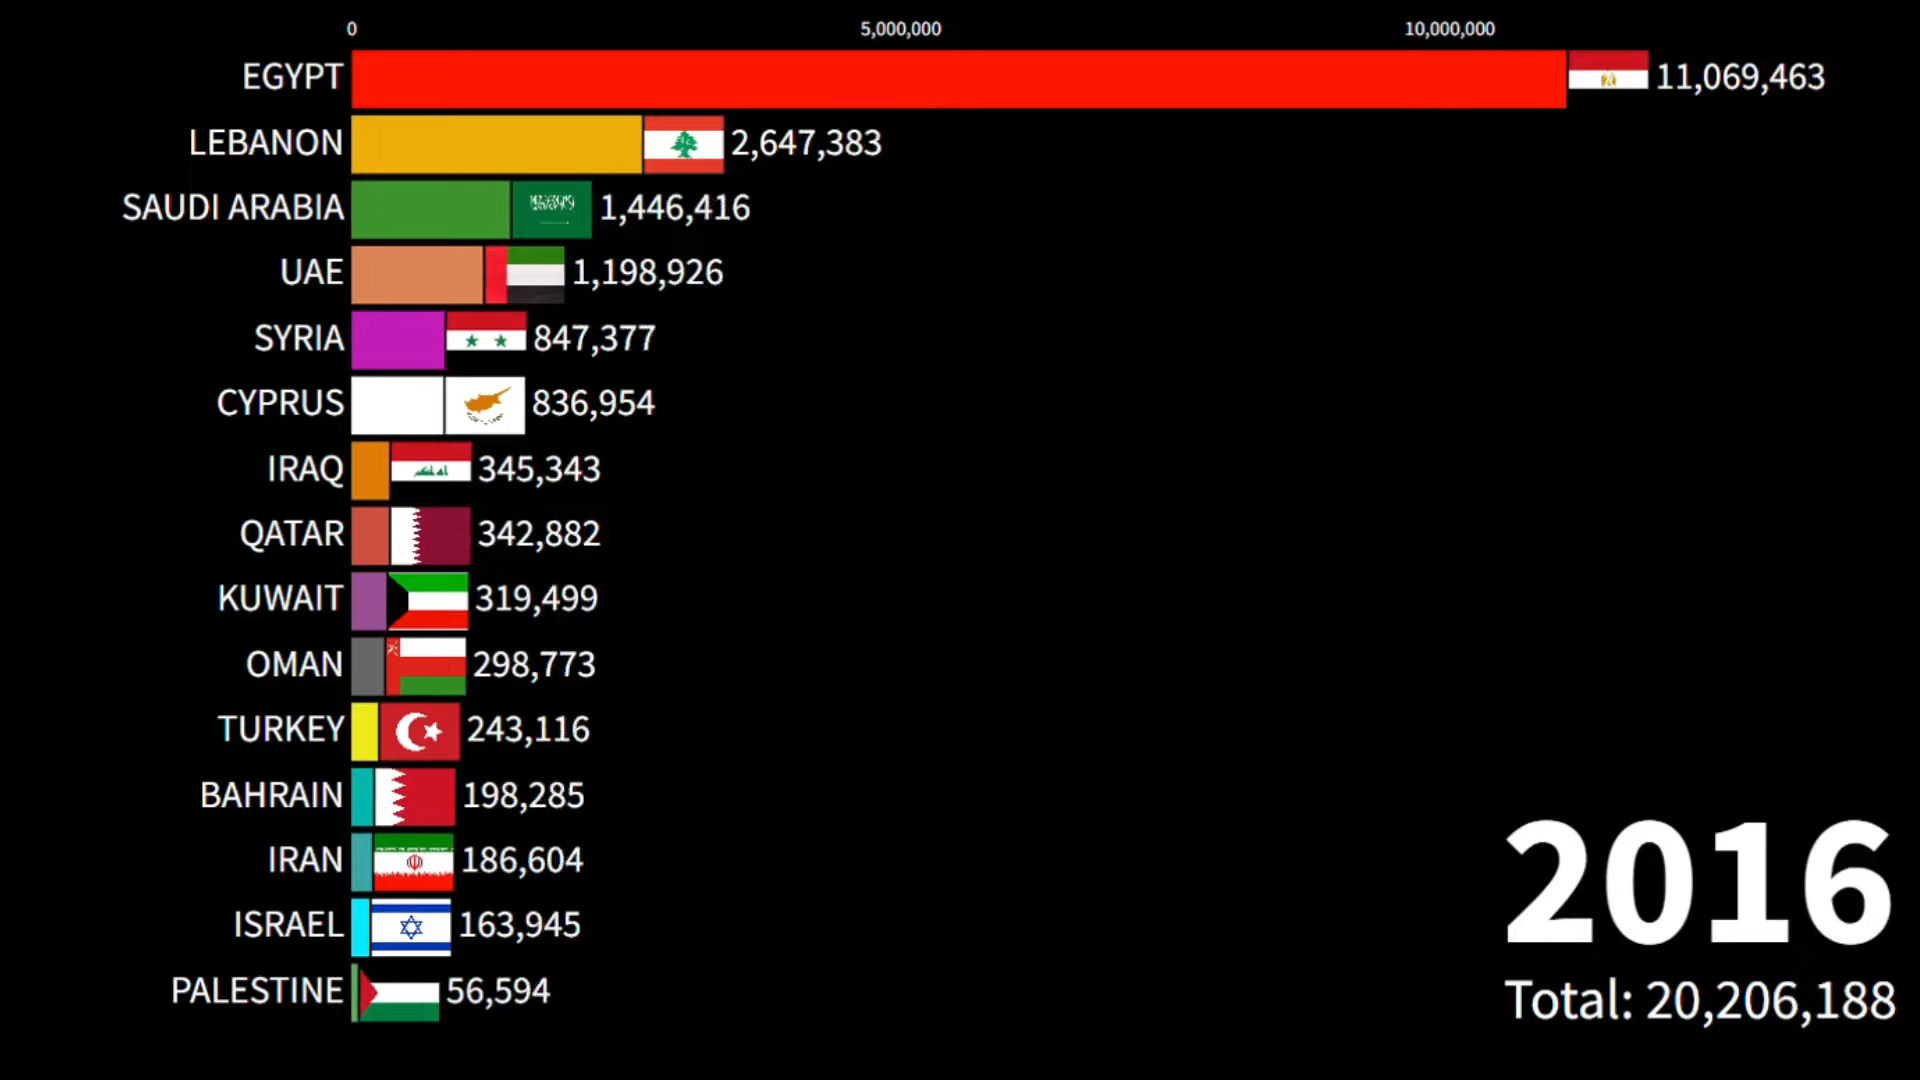 0 5,000,000 10,000,000
EGYPT 11,069,463
LEBANON 2,647,383
SAUDI ARABIA 1,446,416
UAE 1,198,926
SYRIA 847,377
CYPRUS 836,954
IRAQ 345,343
QATAR 342,882
KUWAIT 319,499
OMAN 298,773
TURKEY 243,116
BAHRAIN 198,285
IRAN 186,604
ISRAEL 163,945
PALESTINE 56,594
2016
Total: 20,206,188